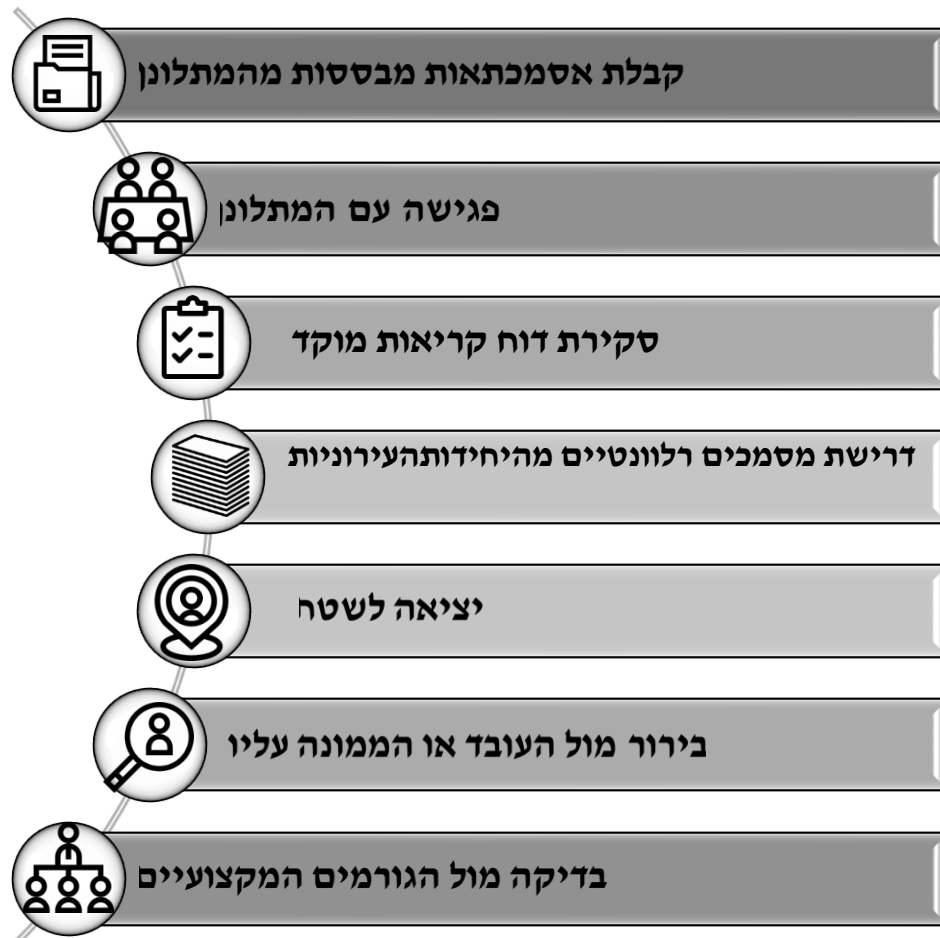 קבלת אסמכתאות מבססות מהמתלונן
פגישה עם המתלונן
סקירת דוח קריאות מוקד
דרישת מסמכים רלוונטיים מהיחידותהעירוניות
יציאה לשטח
בירור מול העובד או הממונה עליו
בדיקה מול הגורמים המקצועיים